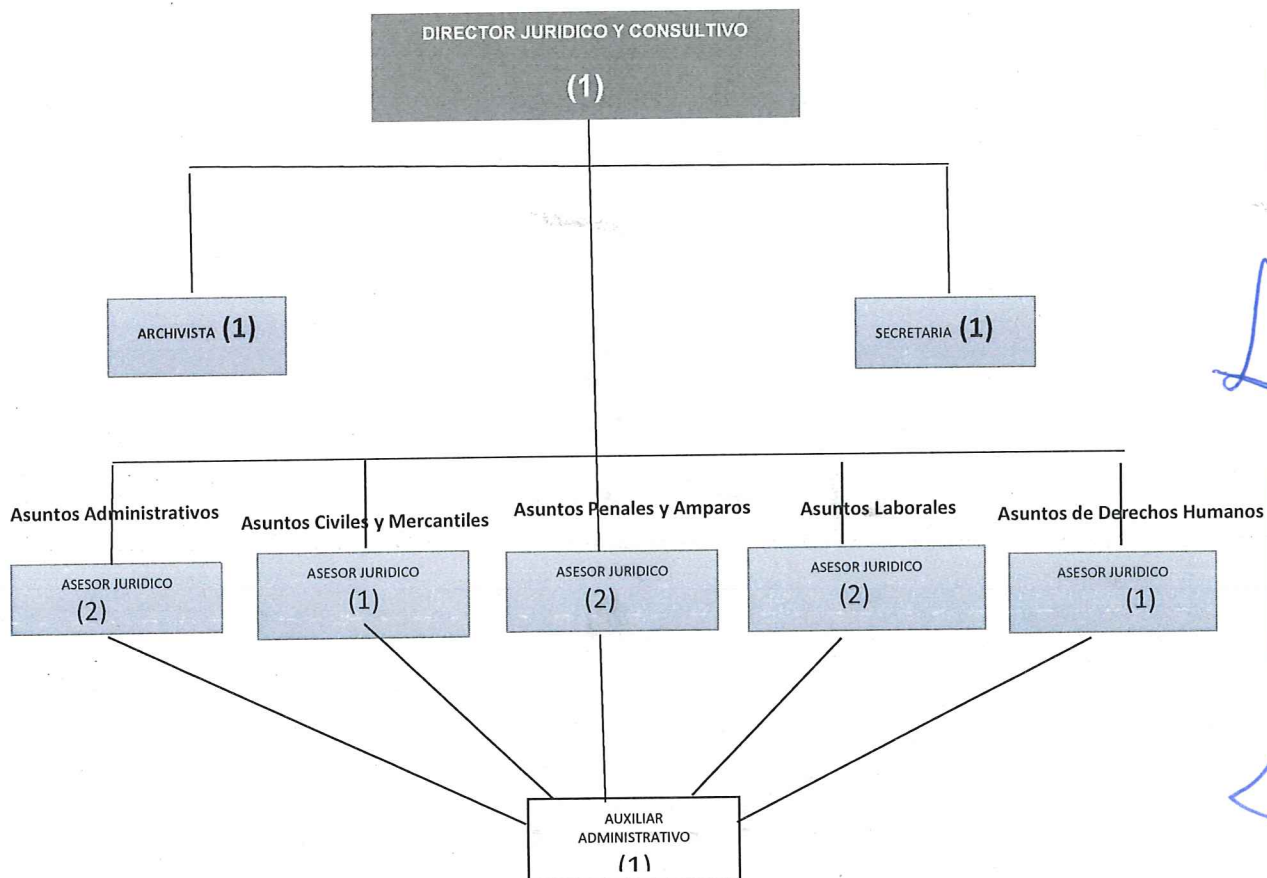 DIRECTOR JURIDICO Y CONSULTIVO
(1)
ARCHIVISTA (1)
SECRETARIA (1)
Asuntos Administrativos
Asuntos Civiles y Mercantiles
Asuntos Penales y Amparos
Asuntos Laborales
Asuntos de Derechos Humanos
ASESOR JURIDICO
(2)
ASESOR JURIDICO
(1)
ASESOR JURIDICO
(2)
ASESOR JURIDICO
(2)
ASESOR JURIDICO
(1)
AUXILIAR
ADMINISTRATIVO
(1)